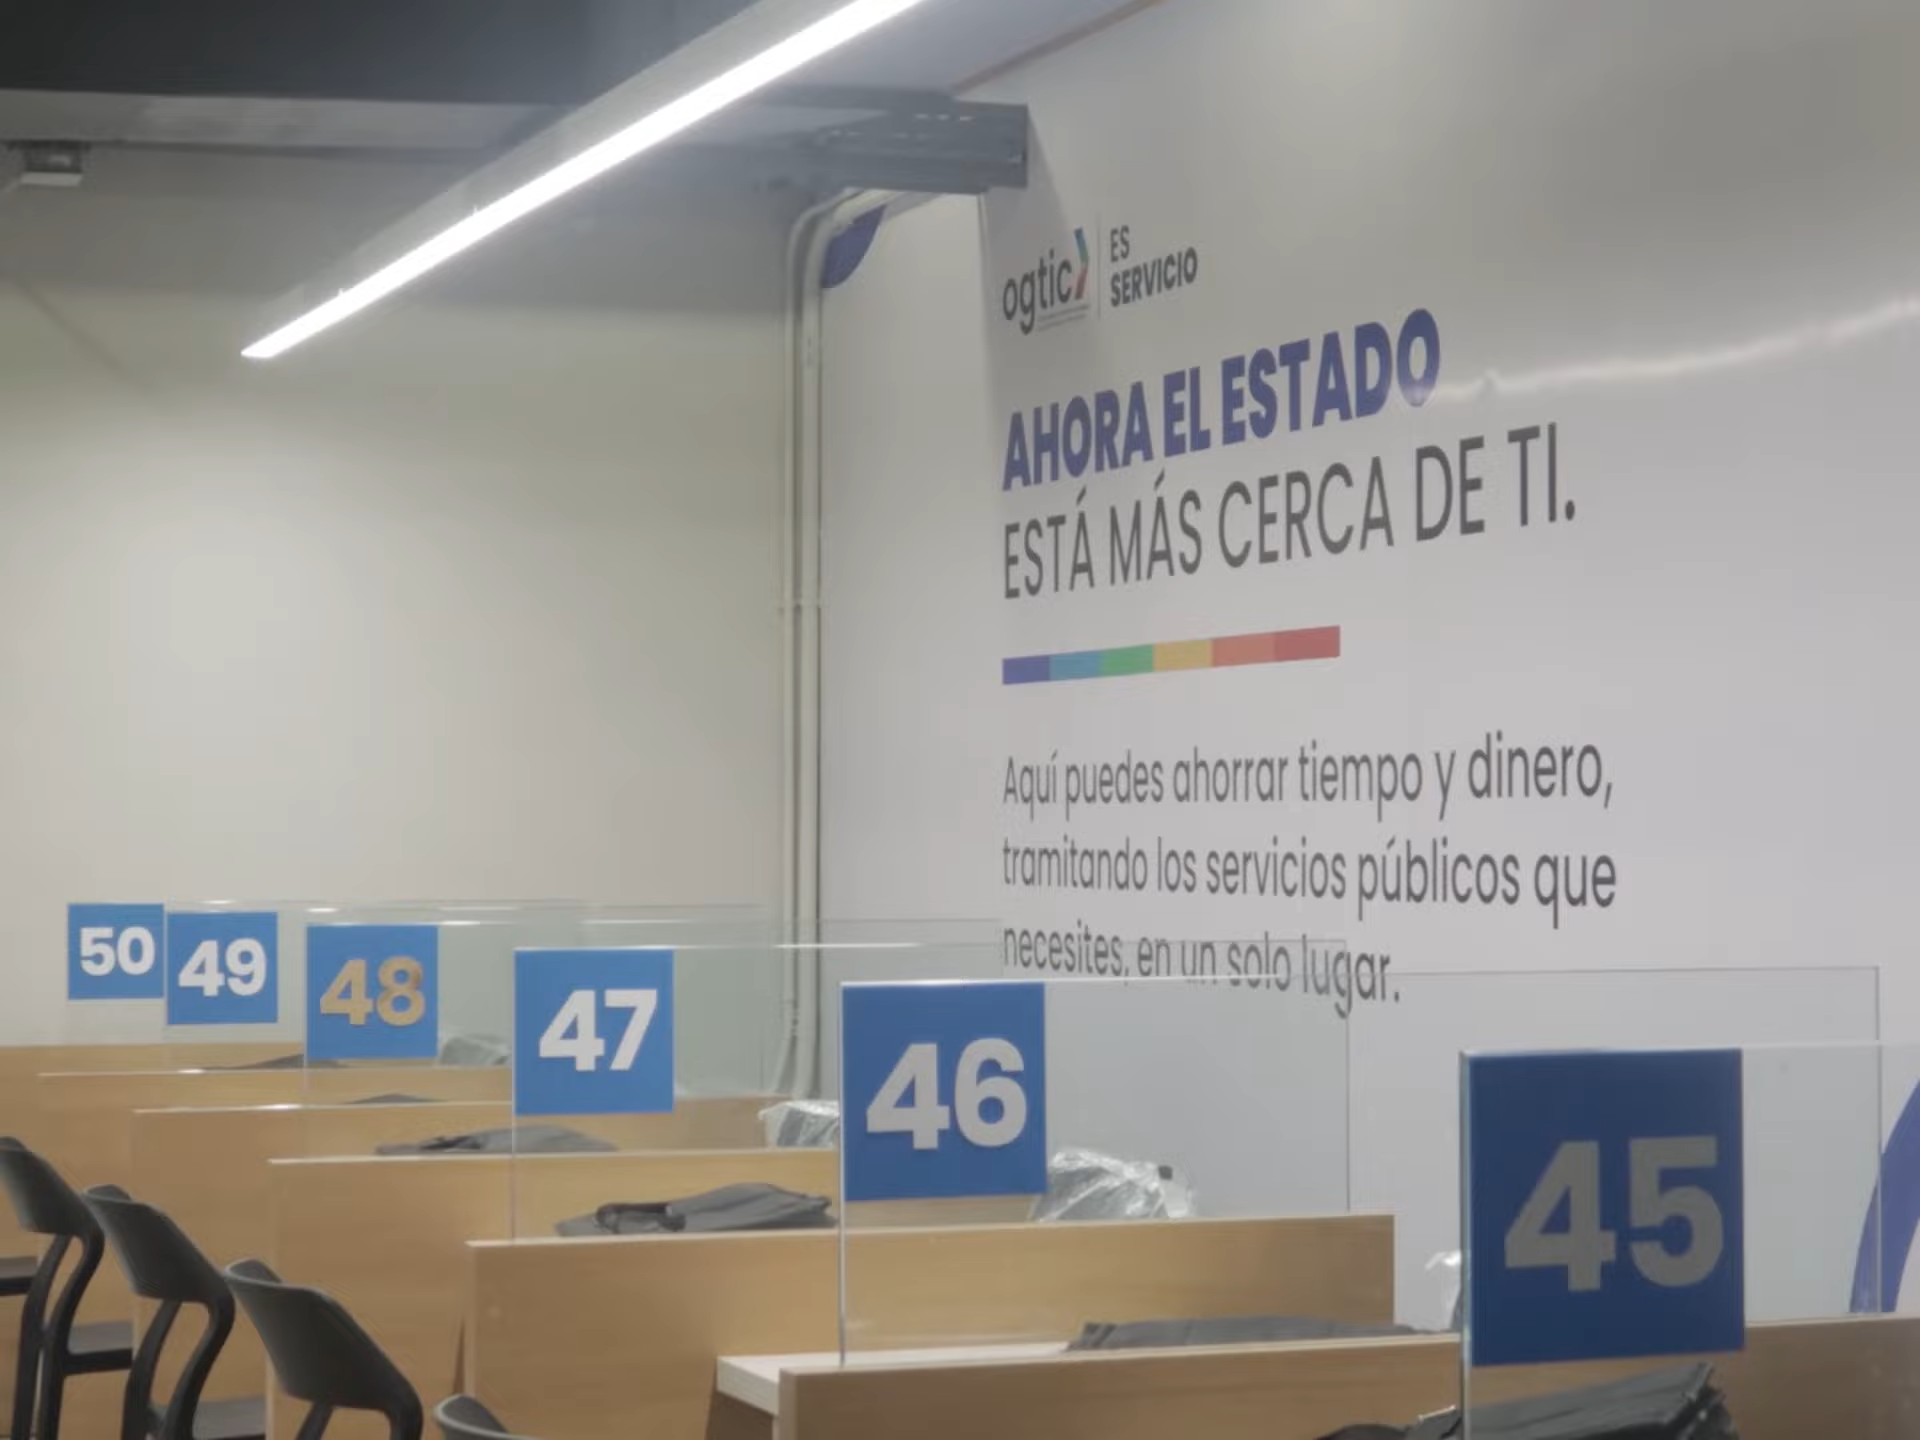 ogtic
ES
SERVICIO
AHORA EL ESTADO
ESTÁ MÁS CERCA DE TI.
Aquí puedes ahorrar tiempo y dinero,
tramitando los servicios públicos que
necesites, en un solo lugar.
50
49
48
47
46
45